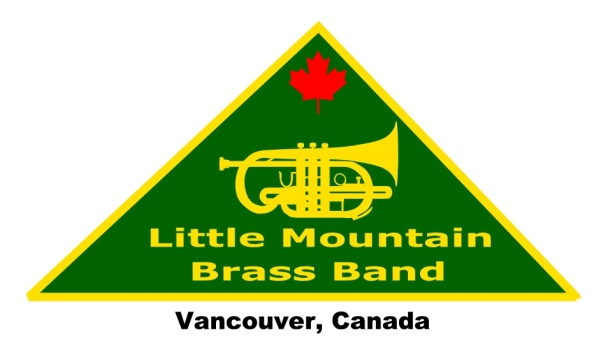 Little Mountain
Brass Band
Vancouver, Canada